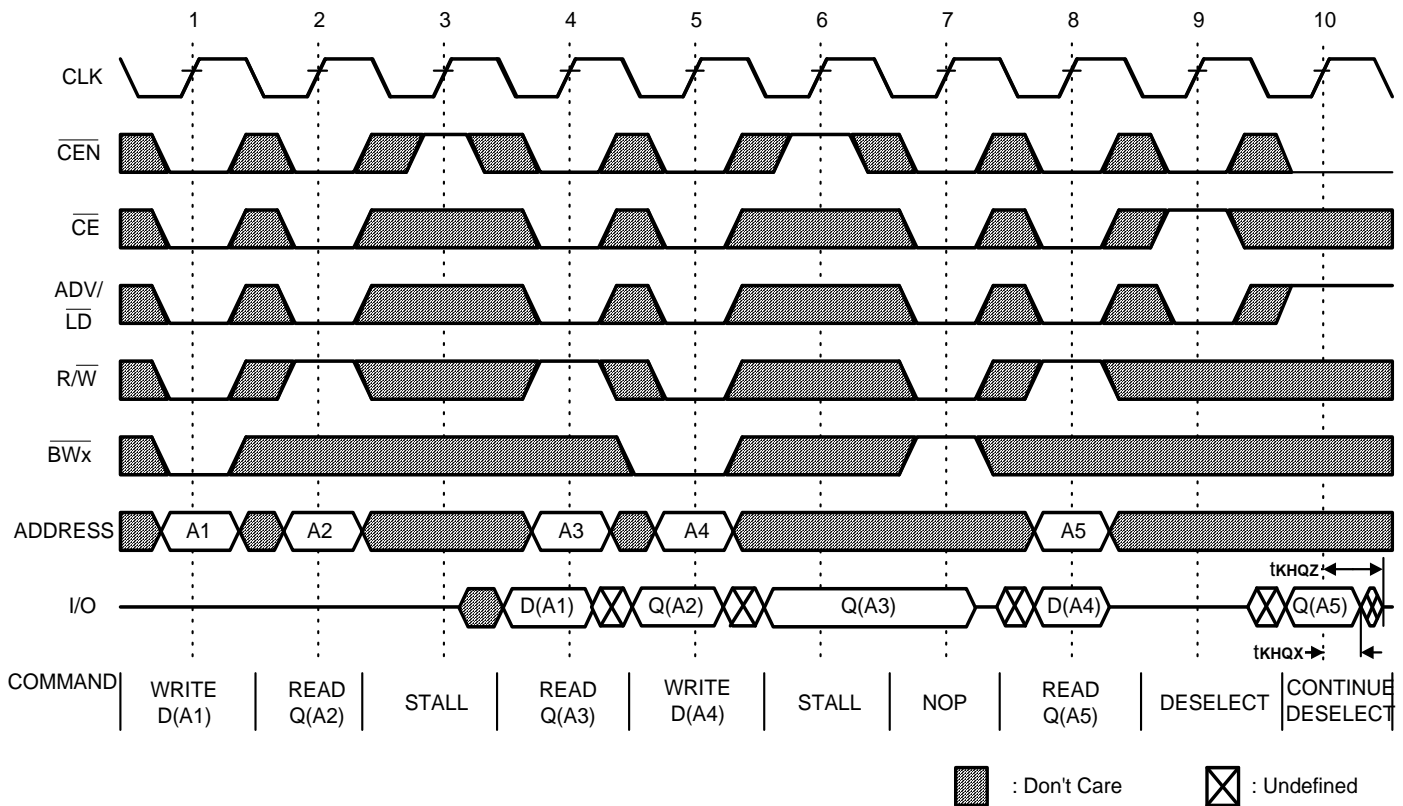 1 2 3 4 5 6 7 8 9 10
CLK
CEN
CE
ADV/
LD
R/W
BWx
ADDRESS A1 A2 A3 A4 A5
tKHQZ
I/O D(A1) Q(A2) Q(A3) D(A4) Q(A5)
tKHQX
COMMAND WRITE READ STALL READ WRITE STALL NOP READ DESELECT CONTINUE
D(A1) Q(A2) Q(A3) D(A4) Q(A5) DESELECT
: Don't Care : Undefined